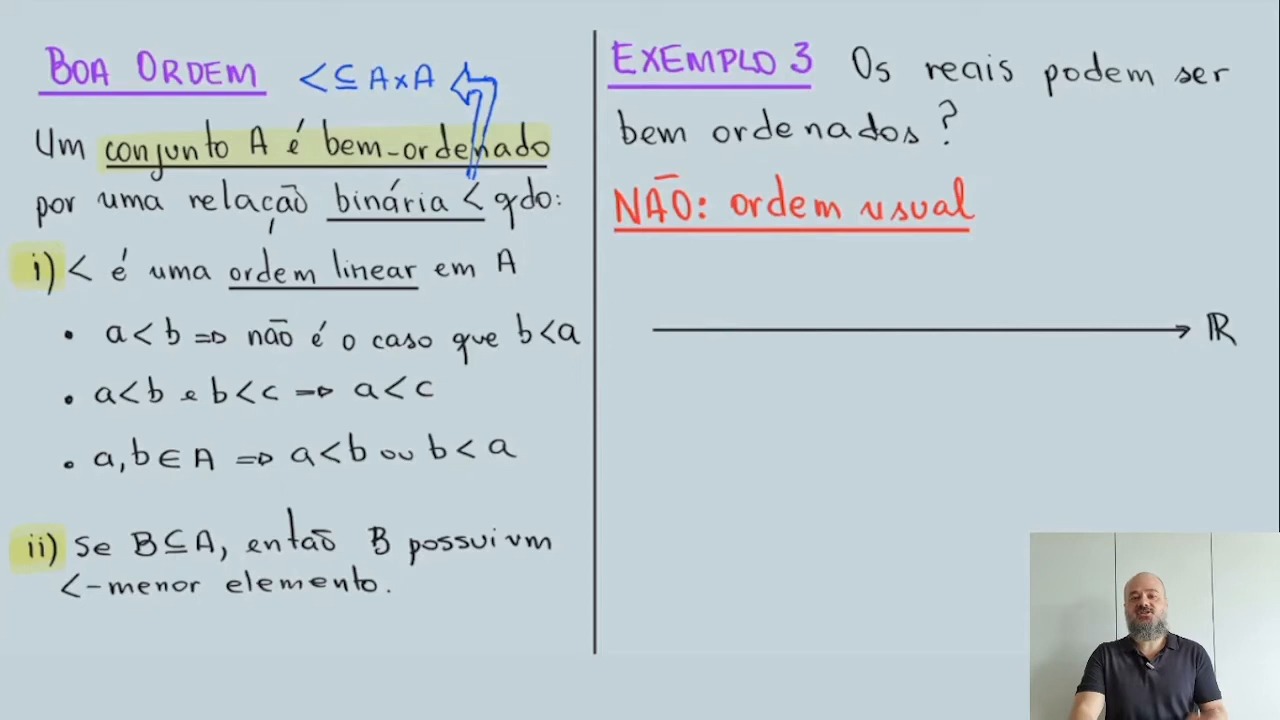 BOA ORDEM < ⊆ A×A
Um conjunto A é bem-ordenado
por uma relação binária < qdo:
i) < é uma ordem linear em A
• a<b ⇒ não é o caso que b<a
• a<b e b<c ⇒ a<c
• a,b∈A ⇒ a<b ou b<a
ii) Se B⊆A, então B possui um
<-menor elemento.
EXEMPLO 3 Os reais podem ser
bem ordenados?
NÃO: ordem usual
ℝ